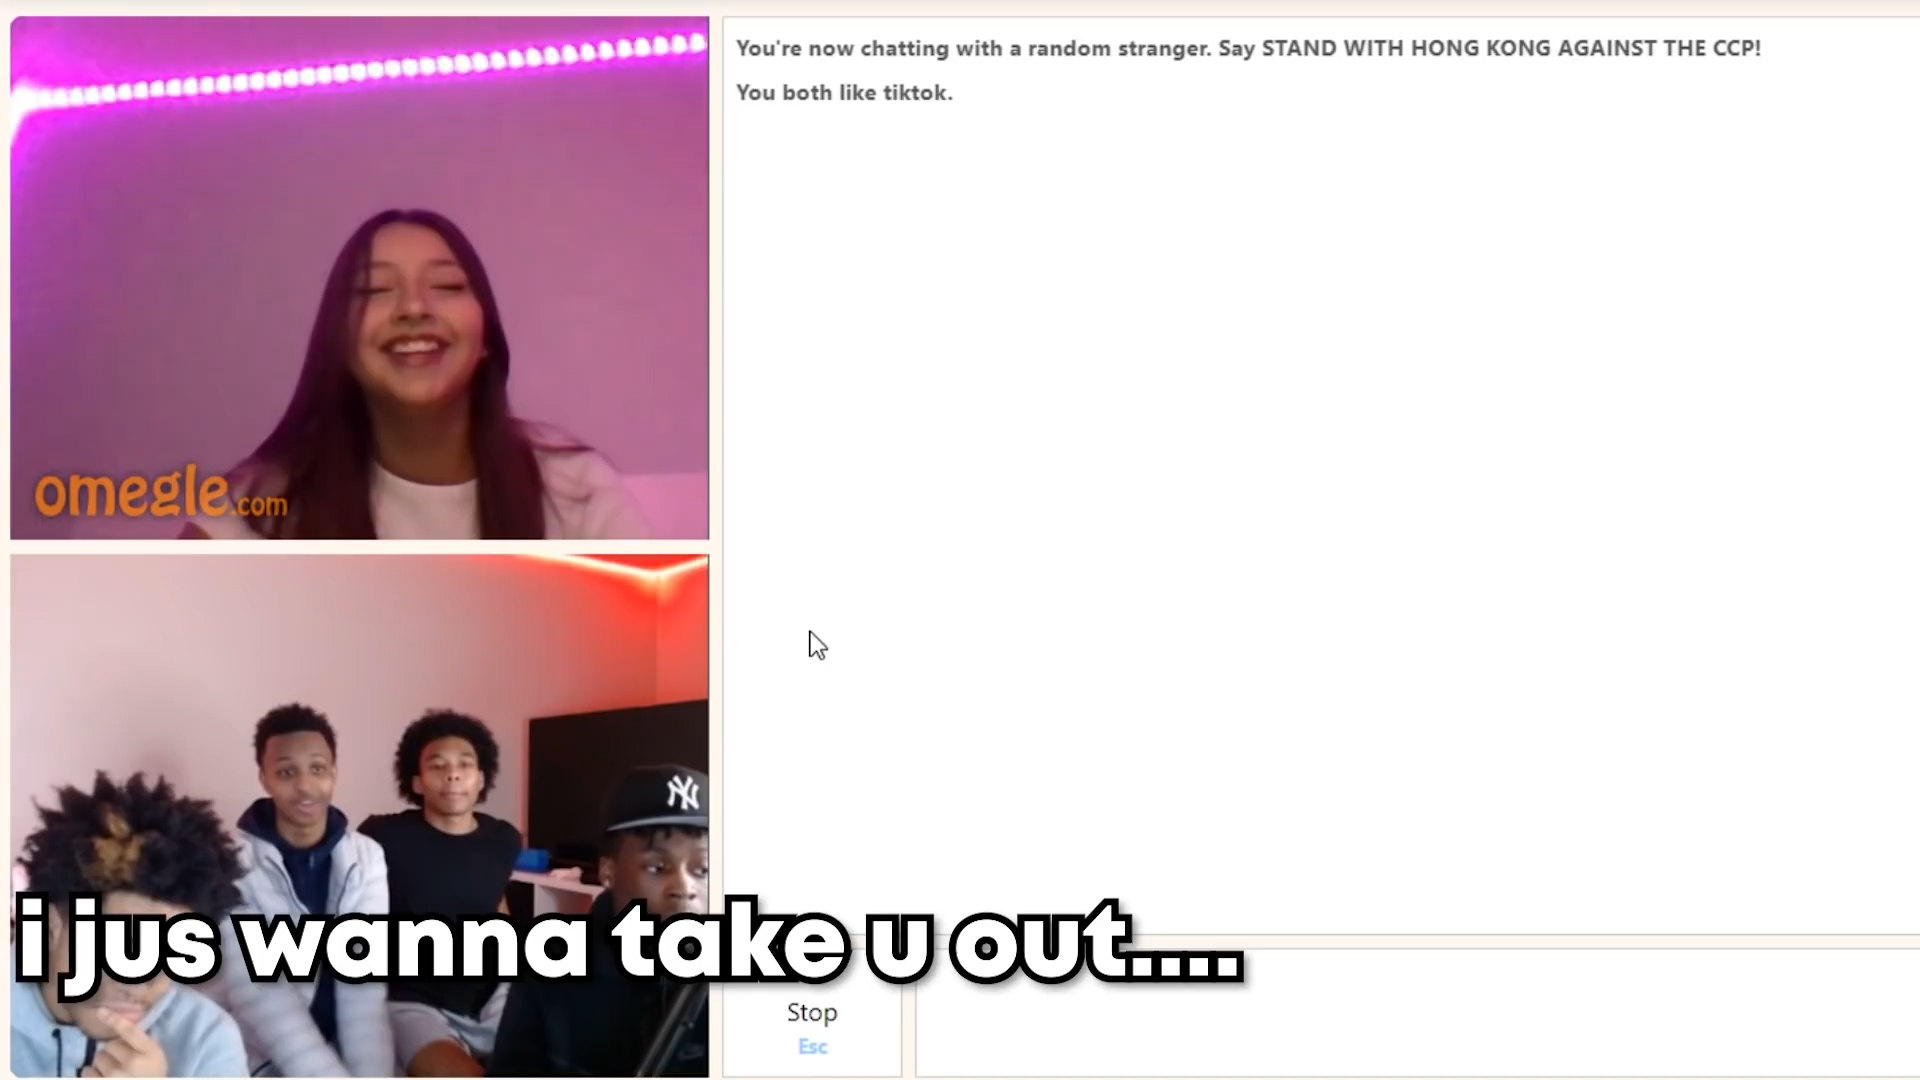 You're now chatting with a random stranger. Say STAND WITH HONG KONG AGAINST THE CCP!
You both like tiktok.
omegle.com
NY
i jus wanna take u out....
Stop
Esc